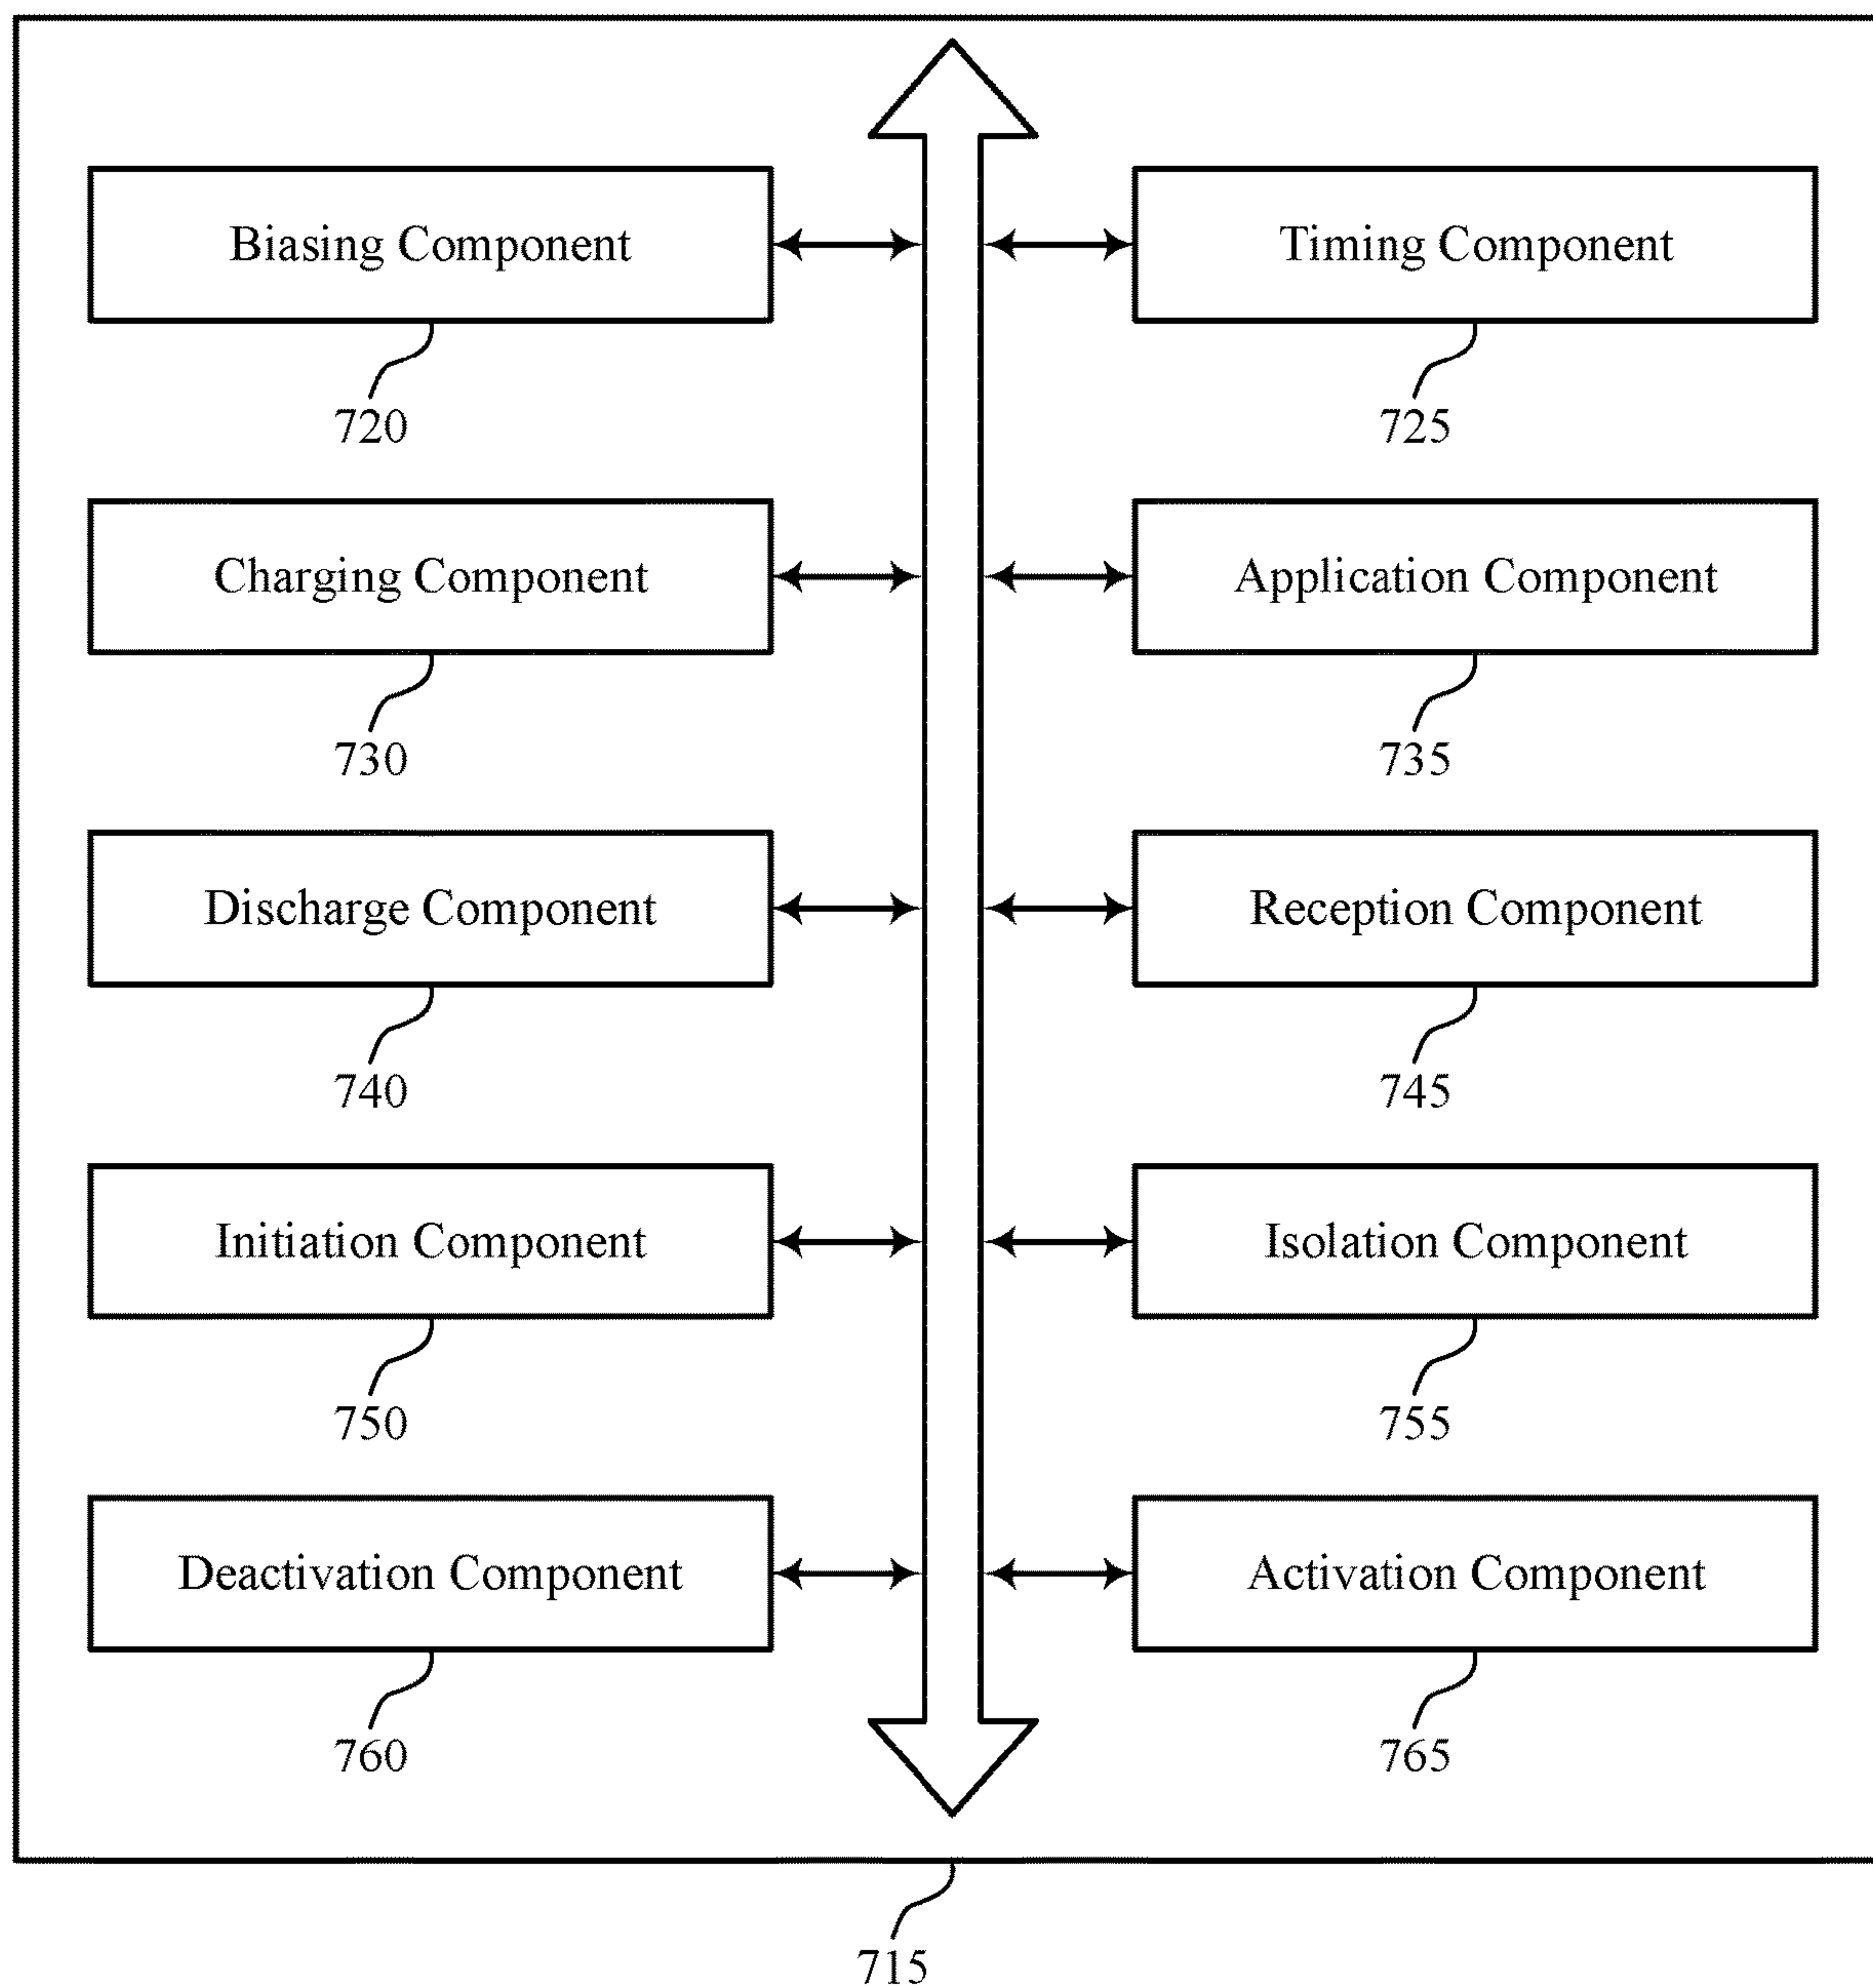 Biasing Component
Timing Component
720
725
Charging Component
Application Component
730
735
Discharge Component
Reception Component
740
745
Initiation Component
Isolation Component
750
755
Deactivation Component
Activation Component
760
765
715